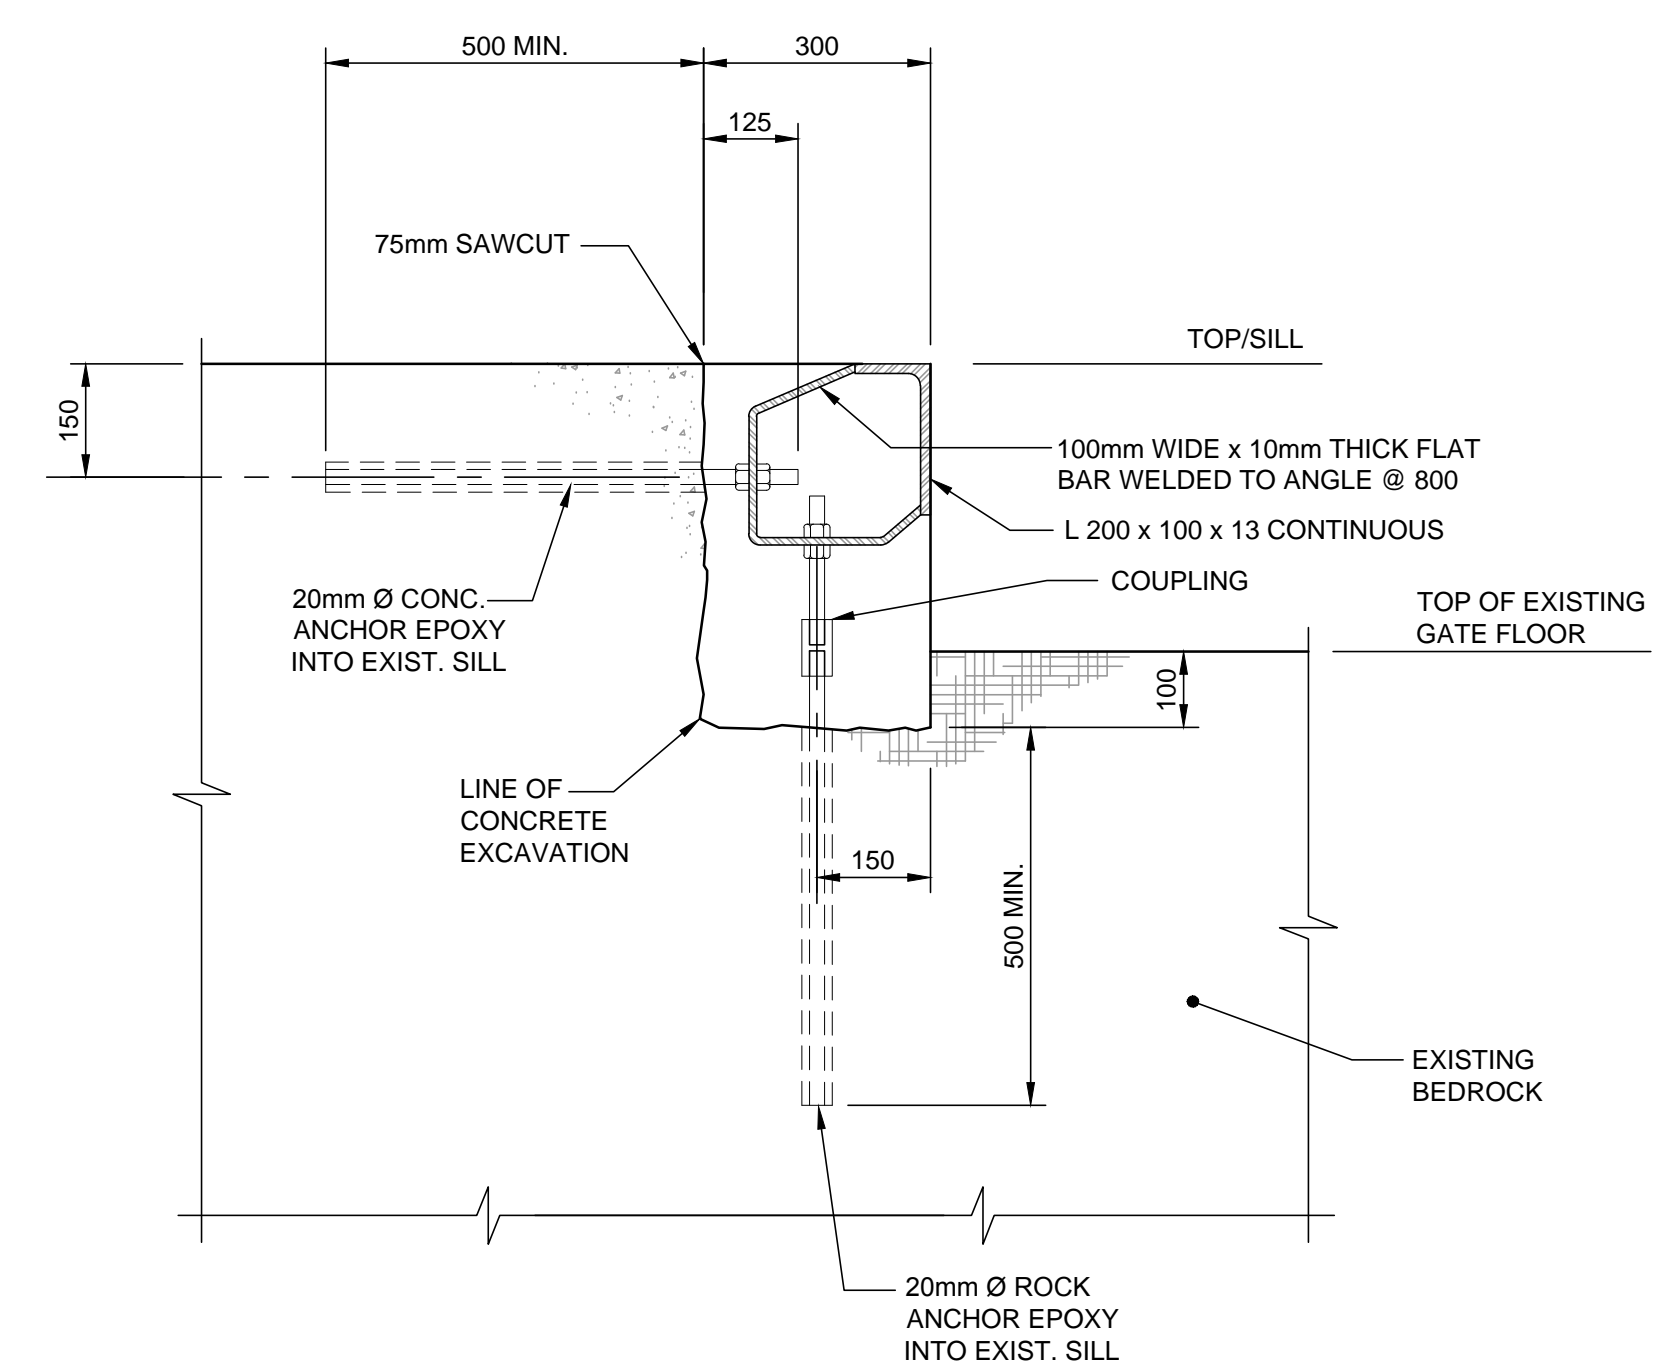 500 MIN.
300
125
75mm SAWCUT
TOP/SILL
150
100mm WIDE x 10mm THICK FLAT
BAR WELDED TO ANGLE @ 800
L 200 x 100 x 13 CONTINUOUS
COUPLING
20mm Ø CONC.
ANCHOR EPOXY
INTO EXIST. SILL
TOP OF EXISTING
GATE FLOOR
100
LINE OF
CONCRETE
EXCAVATION
150
500 MIN.
EXISTING
BEDROCK
20mm Ø ROCK
ANCHOR EPOXY
INTO EXIST. SILL